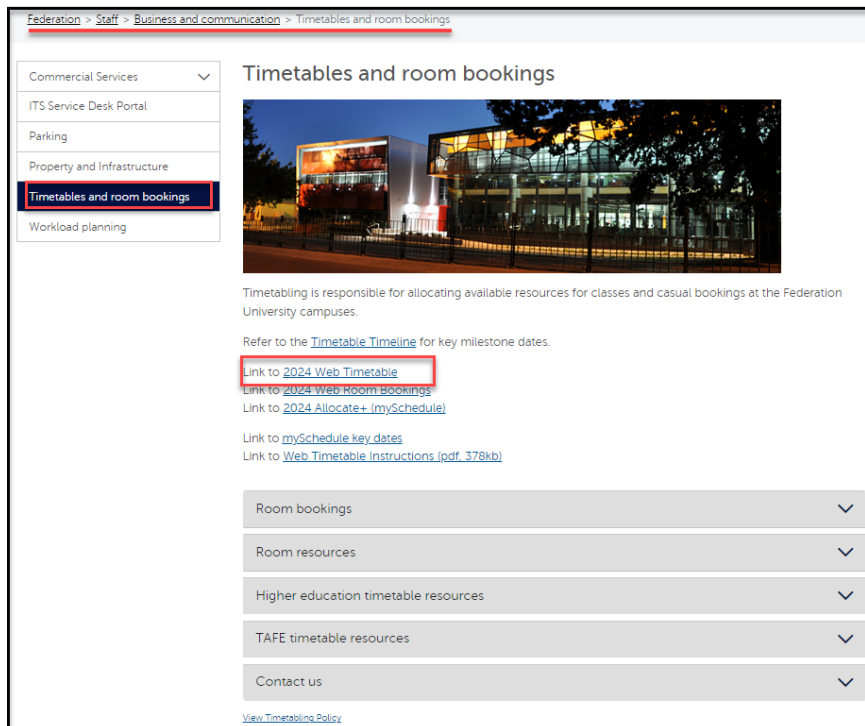 Federation > Staff > Business and communication > Timetables and room bookings
Commercial Services
ITS Service Desk Portal
Parking
Property and Infrastructure
Timetables and room bookings
Workload planning
Timetables and room bookings
Timetabling is responsible for allocating available resources for classes and casual bookings at the Federation
University campuses.
Refer to the Timetable Timeline for key milestone dates.
Link to 2024 Web Timetable
Link to 2024 Web Room Bookings
Link to 2024 Allocate+ (mySchedule)
Link to mySchedule key dates
Link to Web Timetable Instructions (pdf, 378kb)
Room bookings
Room resources
Higher education timetable resources
TAFE timetable resources
Contact us
View Timetabling Policy